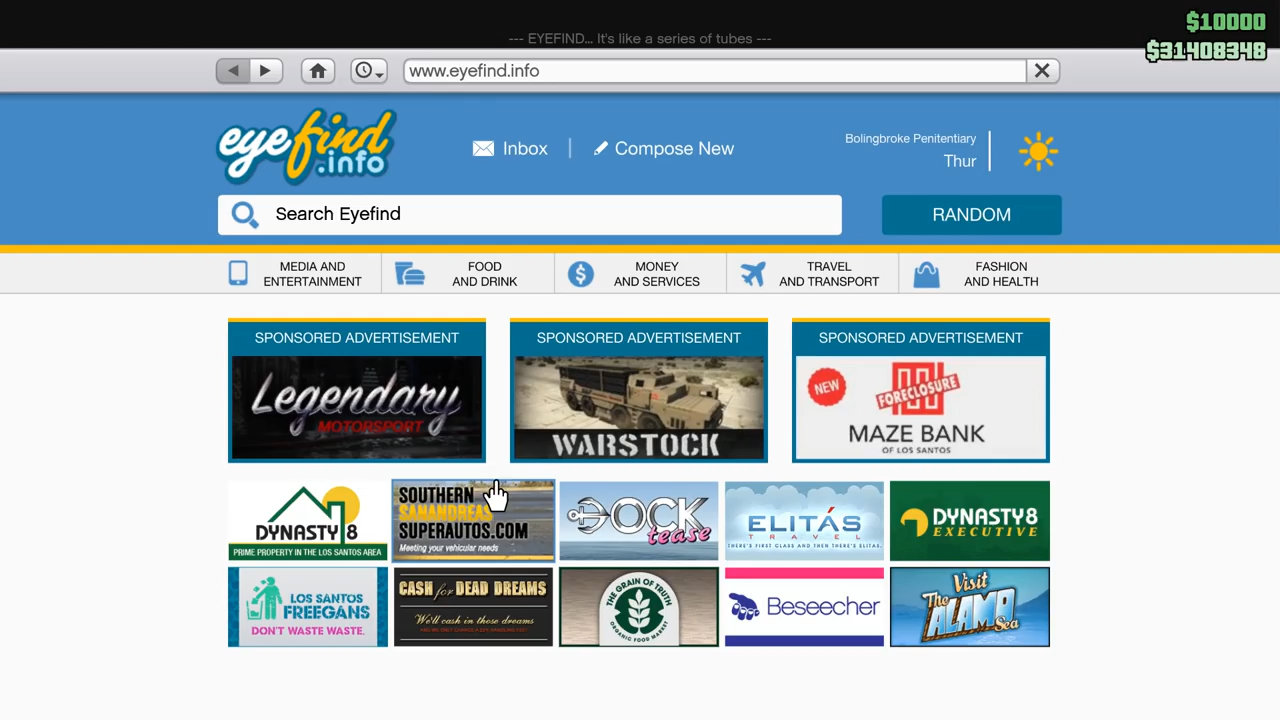 $10000
--- EYEFIND... It's like a series of tubes ---
$31408348
www.eyefind.info
eyefind
.info
Inbox
Compose New
Bolingbroke Penitentiary
Thur
Search Eyefind
RANDOM
MEDIA AND
ENTERTAINMENT
FOOD
AND DRINK
MONEY
AND SERVICES
TRAVEL
AND TRANSPORT
FASHION
AND HEALTH
SPONSORED ADVERTISEMENT
Legendary
MOTORSPORT
SPONSORED ADVERTISEMENT
WARSTOCK
SPONSORED ADVERTISEMENT
NEW
FORECLOSURE
MAZE BANK
OF LOS SANTOS
DYNASTY 8
PRIME PROPERTY IN THE LOS SANTOS AREA
SOUTHERN
SANANDREAS
SUPERAUTOS.COM
Meeting your vehicular needs
DOCK
tease
ELITÁS
TRAVEL
THERE'S FIRST CLASS AND THEN THERE'S ELITAS.
DYNASTY 8
EXECUTIVE
LOS SANTOS
FREEGANS
DON'T WASTE WASTE.
CASH for DEAD DREAMS
We'll cash in those dreams
THE GRAIN OF TRUTH
ORGANIC FOOD MARKET
Beseecher
Visit
The
ALAMO
Sea